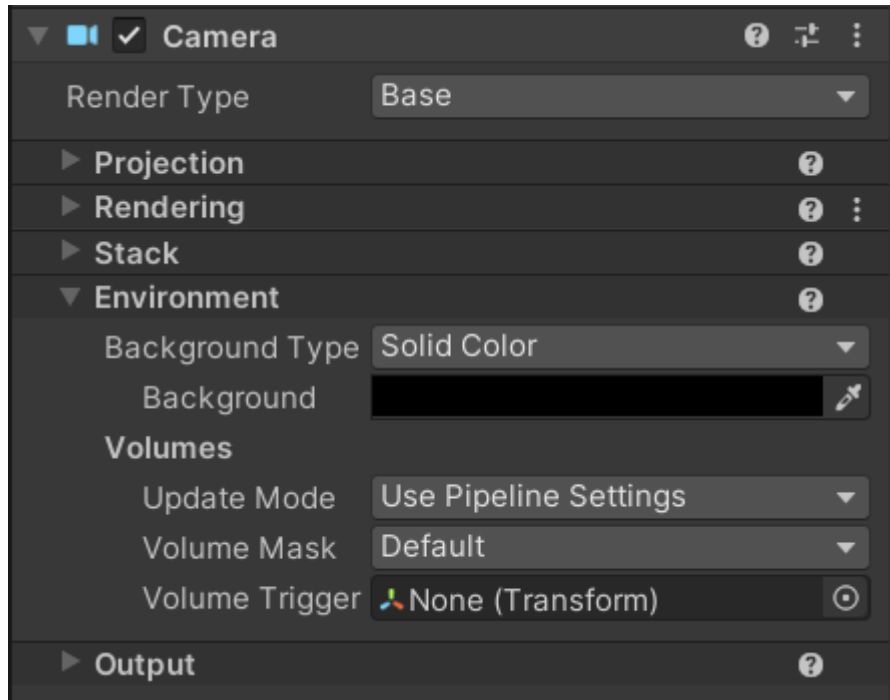 Camera
Render Type Base
Projection
Rendering
Stack
Environment
Background Type Solid Color
Background
Volumes
Update Mode Use Pipeline Settings
Volume Mask Default
Volume Trigger None (Transform)
Output